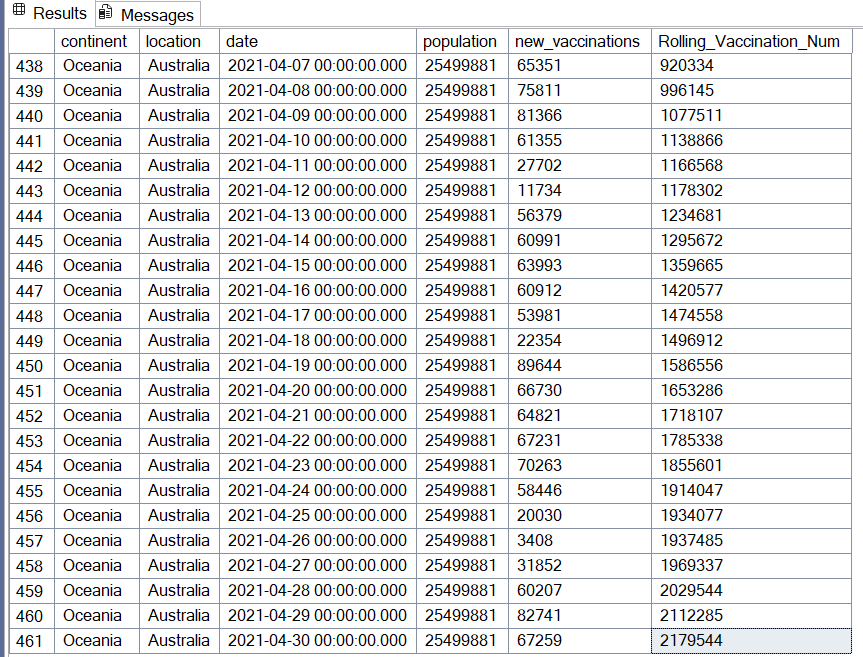 Results Messages
continent location date population new_vaccinations Rolling_Vaccination_Num
438 Oceania Australia 2021-04-07 00:00:00.000 25499881 65351 920334
439 Oceania Australia 2021-04-08 00:00:00.000 25499881 75811 996145
440 Oceania Australia 2021-04-09 00:00:00.000 25499881 81366 1077511
441 Oceania Australia 2021-04-10 00:00:00.000 25499881 61355 1138866
442 Oceania Australia 2021-04-11 00:00:00.000 25499881 27702 1166568
443 Oceania Australia 2021-04-12 00:00:00.000 25499881 11734 1178302
444 Oceania Australia 2021-04-13 00:00:00.000 25499881 56379 1234681
445 Oceania Australia 2021-04-14 00:00:00.000 25499881 60991 1295672
446 Oceania Australia 2021-04-15 00:00:00.000 25499881 63993 1359665
447 Oceania Australia 2021-04-16 00:00:00.000 25499881 60912 1420577
448 Oceania Australia 2021-04-17 00:00:00.000 25499881 53981 1474558
449 Oceania Australia 2021-04-18 00:00:00.000 25499881 22354 1496912
450 Oceania Australia 2021-04-19 00:00:00.000 25499881 89644 1586556
451 Oceania Australia 2021-04-20 00:00:00.000 25499881 66730 1653286
452 Oceania Australia 2021-04-21 00:00:00.000 25499881 64821 1718107
453 Oceania Australia 2021-04-22 00:00:00.000 25499881 67231 1785338
454 Oceania Australia 2021-04-23 00:00:00.000 25499881 70263 1855601
455 Oceania Australia 2021-04-24 00:00:00.000 25499881 58446 1914047
456 Oceania Australia 2021-04-25 00:00:00.000 25499881 20030 1934077
457 Oceania Australia 2021-04-26 00:00:00.000 25499881 3408 1937485
458 Oceania Australia 2021-04-27 00:00:00.000 25499881 31852 1969337
459 Oceania Australia 2021-04-28 00:00:00.000 25499881 60207 2029544
460 Oceania Australia 2021-04-29 00:00:00.000 25499881 82741 2112285
461 Oceania Australia 2021-04-30 00:00:00.000 25499881 67259 2179544